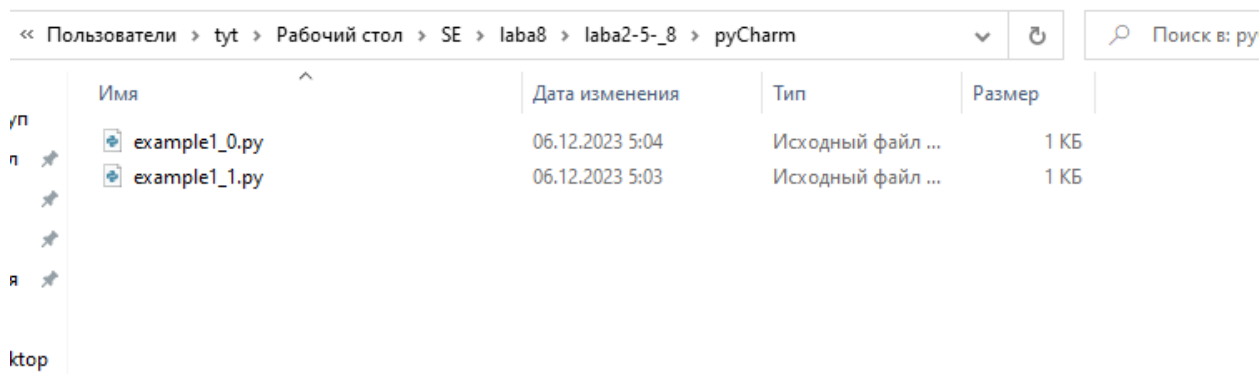 « Пользователи › tyt › Рабочий стол › SE › laba8 › laba2-5-_8 › pyCharm Поиск в: py
Имя Дата изменения Тип Размер
уп
example1_0.py 06.12.2023 5:04 Исходный файл ... 1 КБ
л
example1_1.py 06.12.2023 5:03 Исходный файл ... 1 КБ
я
ktop